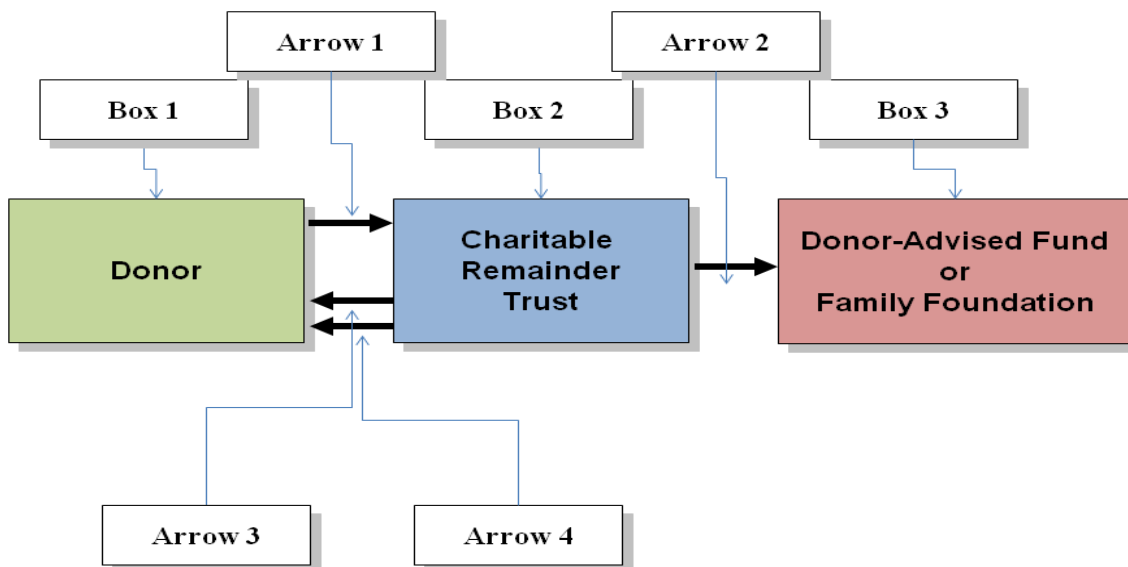 Arrow 1
Arrow 2
Box 1
Box 2
Box 3
Donor
Charitable
Remainder
Trust
Donor-Advised Fund
or
Family Foundation
Arrow 3
Arrow 4